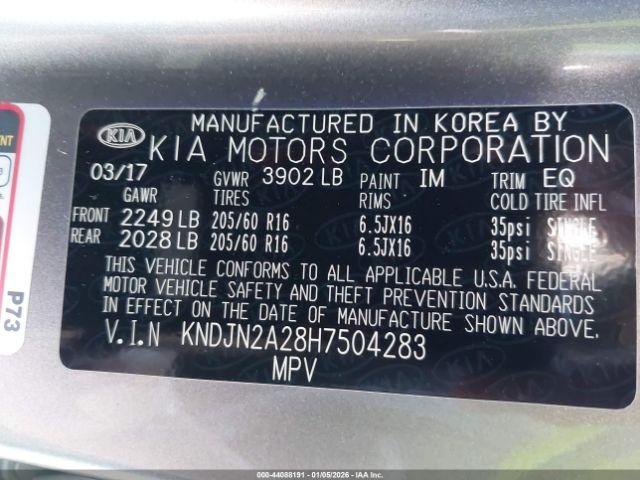 MANUFACTURED IN KOREA BY
KIA KIA MOTORS CORPORATION
03/17 GVWR 3902 LB PAINT IM TRIM EQ
GAWR TIRES RIMS COLD TIRE INFL
FRONT 2249 LB 205/60 R16 6.5JX16 35psi SINGLE
REAR 2028 LB 205/60 R16 6.5JX16 35psi SINGLE
THIS VEHICLE CONFORMS TO ALL APPLICABLE U.S.A. FEDERAL
MOTOR VEHICLE SAFETY AND THEFT PREVENTION STANDARDS
IN EFFECT ON THE DATE OF MANUFACTURE SHOWN ABOVE.
V.I.N KNDJN2A28H7504283
MPV
P73
000-44088191 - 01/05/2026 - IAAI, Inc.